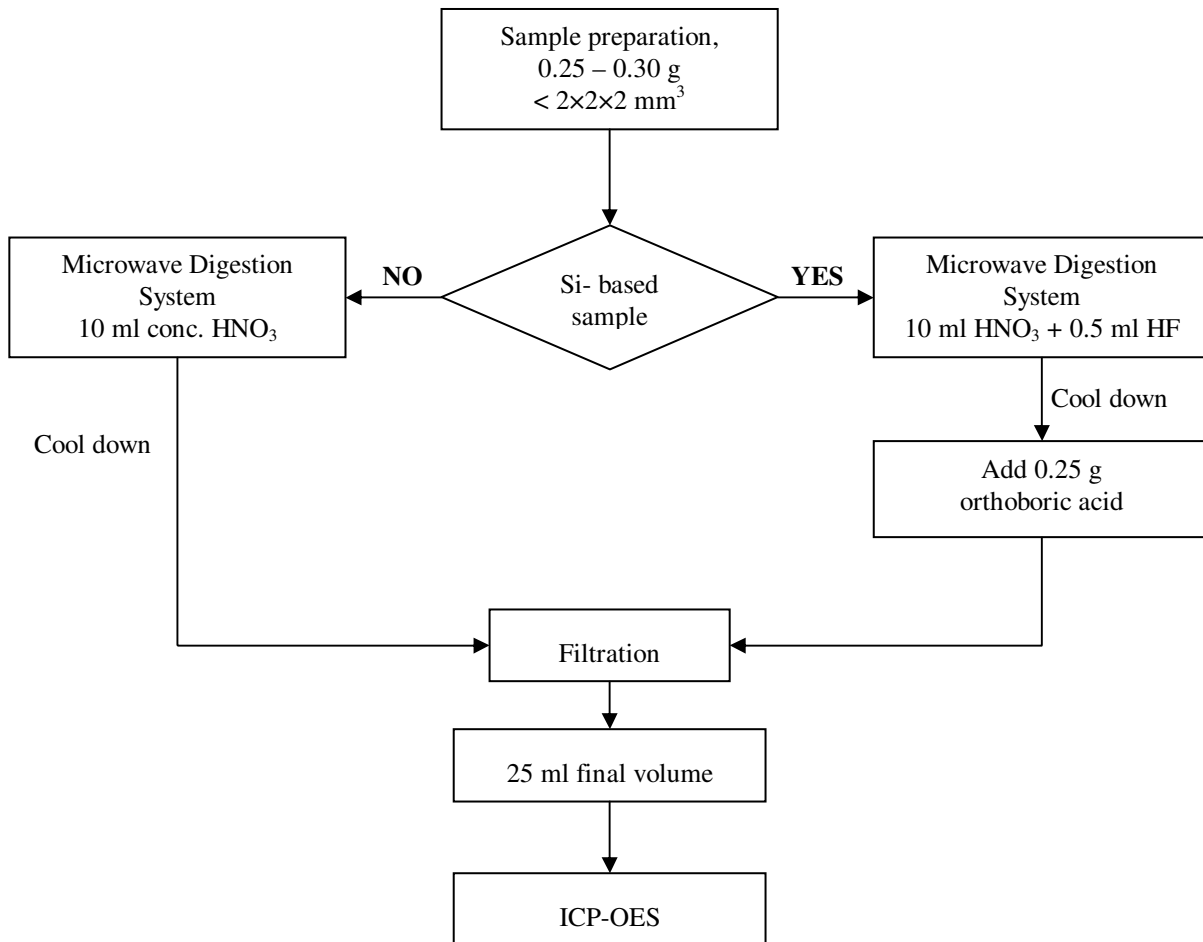 Sample preparation,
0.25 – 0.30 g
< 2×2×2 mm³
Microwave Digestion
System
10 ml conc. HNO₃
NO
Si- based
sample
YES
Microwave Digestion
System
10 ml HNO₃ + 0.5 ml HF
Cool down
Cool down
Add 0.25 g
orthoboric acid
Filtration
25 ml final volume
ICP-OES